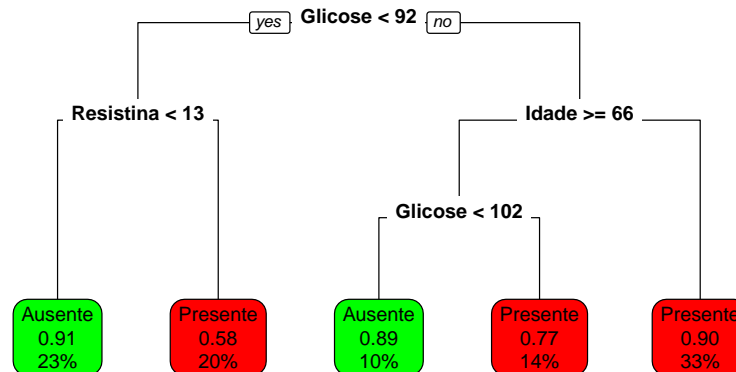 yes Glicose < 92 no
Resistina < 13 Idade >= 66
Glicose < 102
Ausente Presente Ausente Presente Presente
0.91 0.58 0.89 0.77 0.90
23% 20% 10% 14% 33%